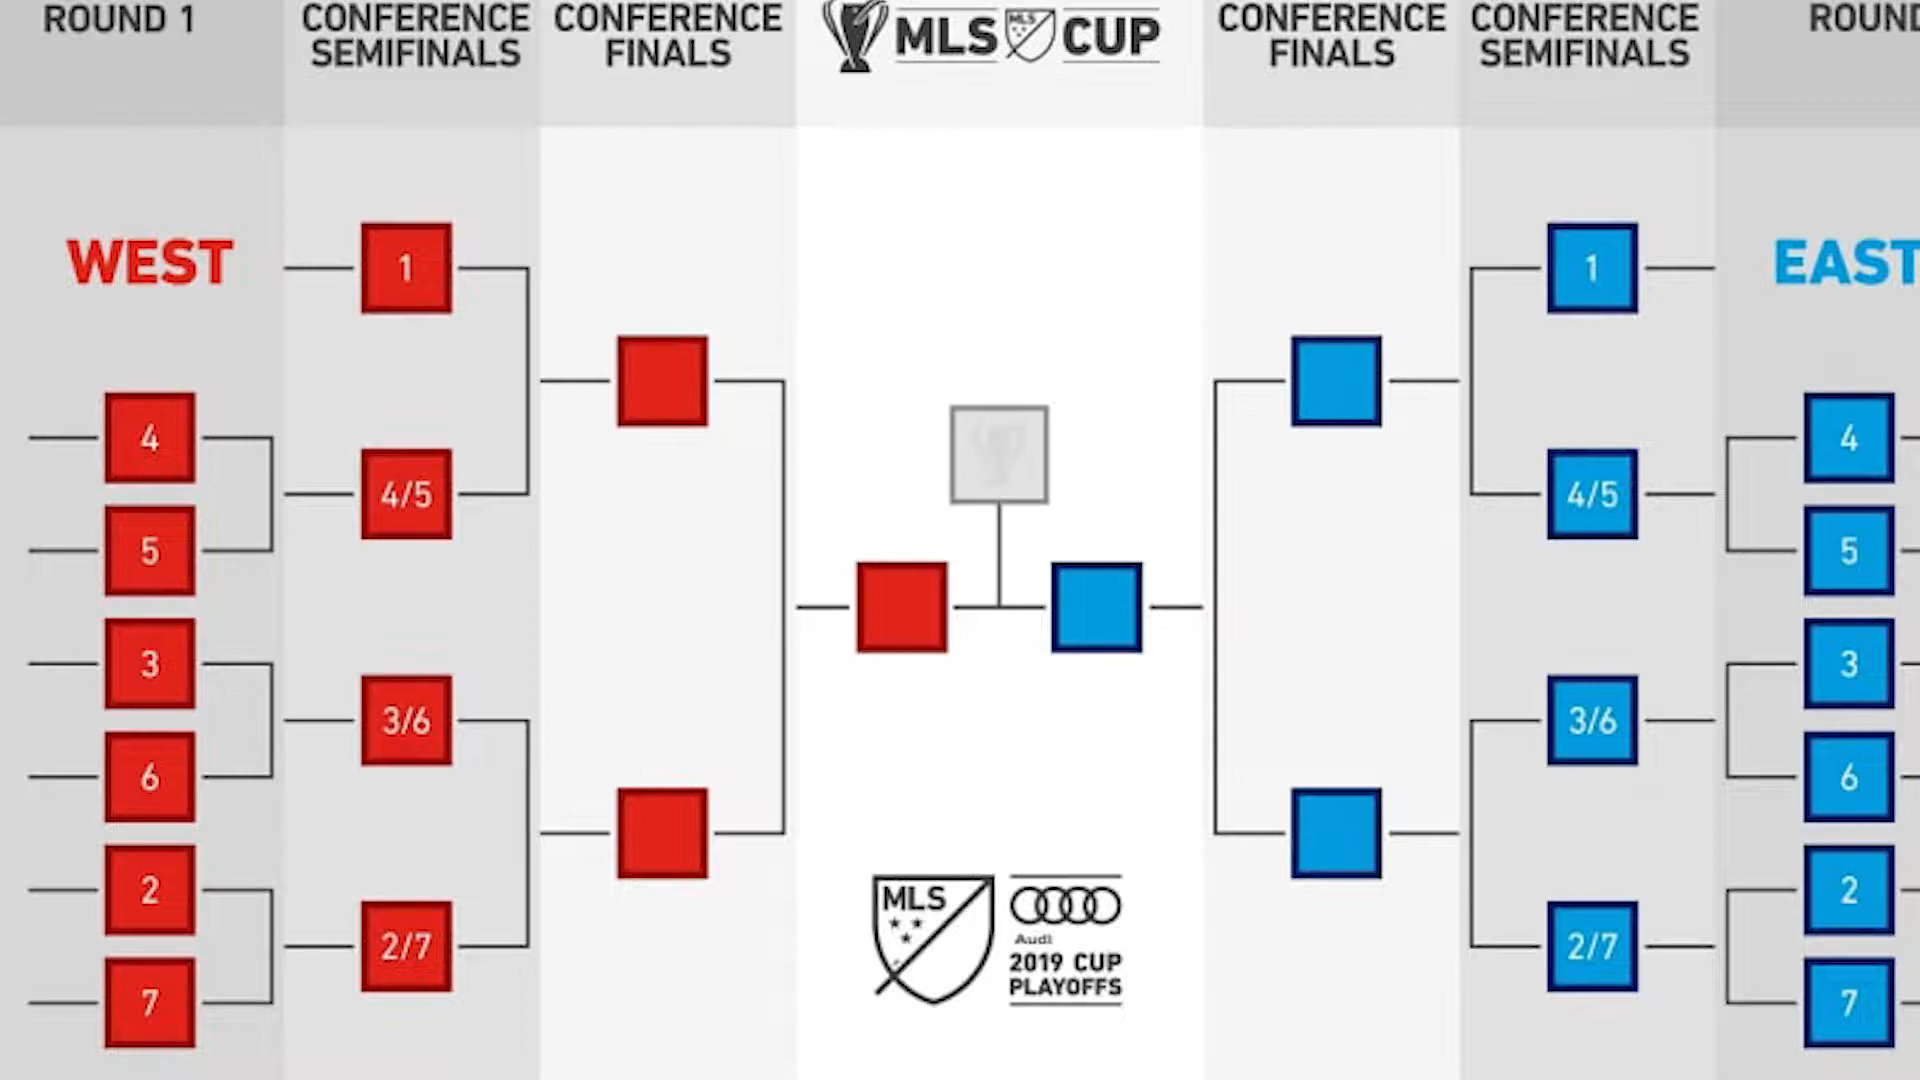 ROUND 1
CONFERENCE
SEMIFINALS
CONFERENCE
FINALS
MLS MLS CUP
CONFERENCE
FINALS
CONFERENCE
SEMIFINALS
ROUND
WEST
1
4
4/5
5
3
3/6
6
2
2/7
7
EAST
1
4
4/5
5
3
3/6
6
2
2/7
7
MLS
Audi
2019 CUP
PLAYOFFS